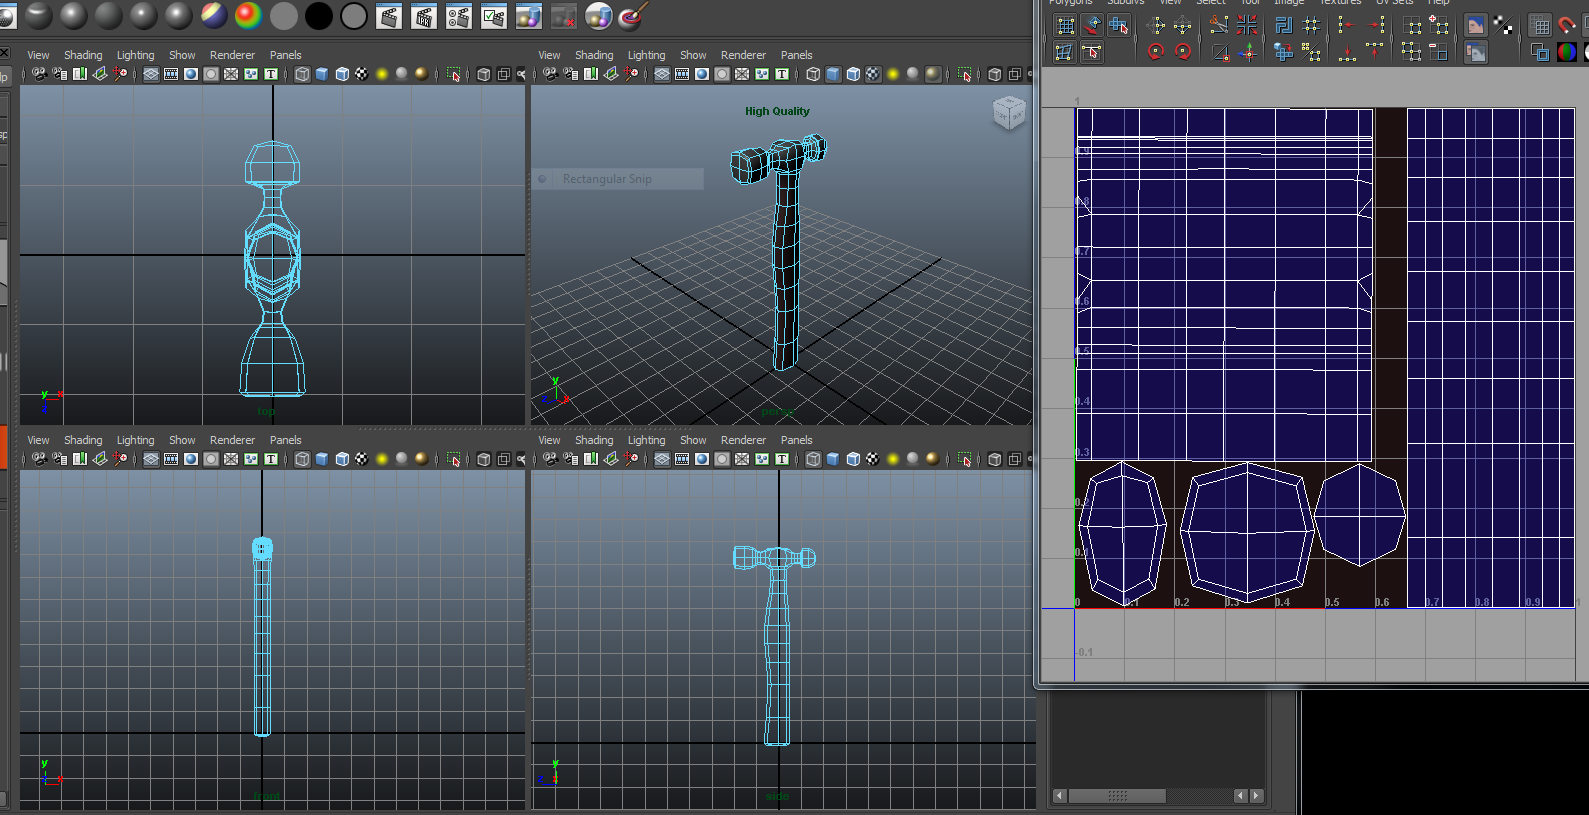 Polygons Subdivs View Select Tool Image Textures UV Sets Help
View Shading Lighting Show Renderer Panels
View Shading Lighting Show Renderer Panels
High Quality
Rectangular Snip
top
persp
y
x
y
x
View Shading Lighting Show Renderer Panels
View Shading Lighting Show Renderer Panels
front
side
y
x
y
1
0.9
0.8
0.7
0.6
0.5
0.4
0.3
0.2
0.1
0 0.1 0.2 0.3 0.4 0.5 0.6 0.7 0.8 0.9 1
-0.1